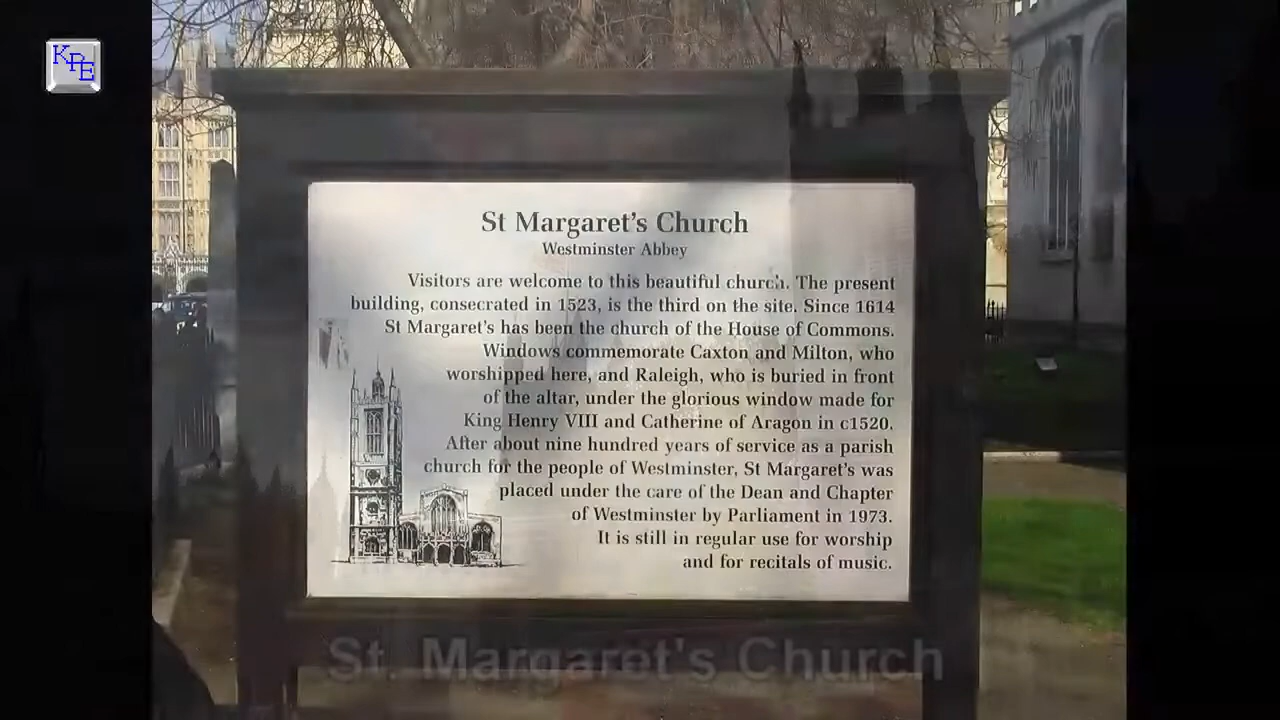 KPE
St Margaret's Church
Westminster Abbey
Visitors are welcome to this beautiful church. The present
building, consecrated in 1523, is the third on the site. Since 1614
St Margaret's has been the church of the House of Commons.
Windows commemorate Caxton and Milton, who
worshipped here, and Raleigh, who is buried in front
of the altar, under the glorious window made for
King Henry VIII and Catherine of Aragon in c1520.
After about nine hundred years of service as a parish
church for the people of Westminster, St Margaret's was
placed under the care of the Dean and Chapter
of Westminster by Parliament in 1973.
It is still in regular use for worship
and for recitals of music.
St. Margaret's Church